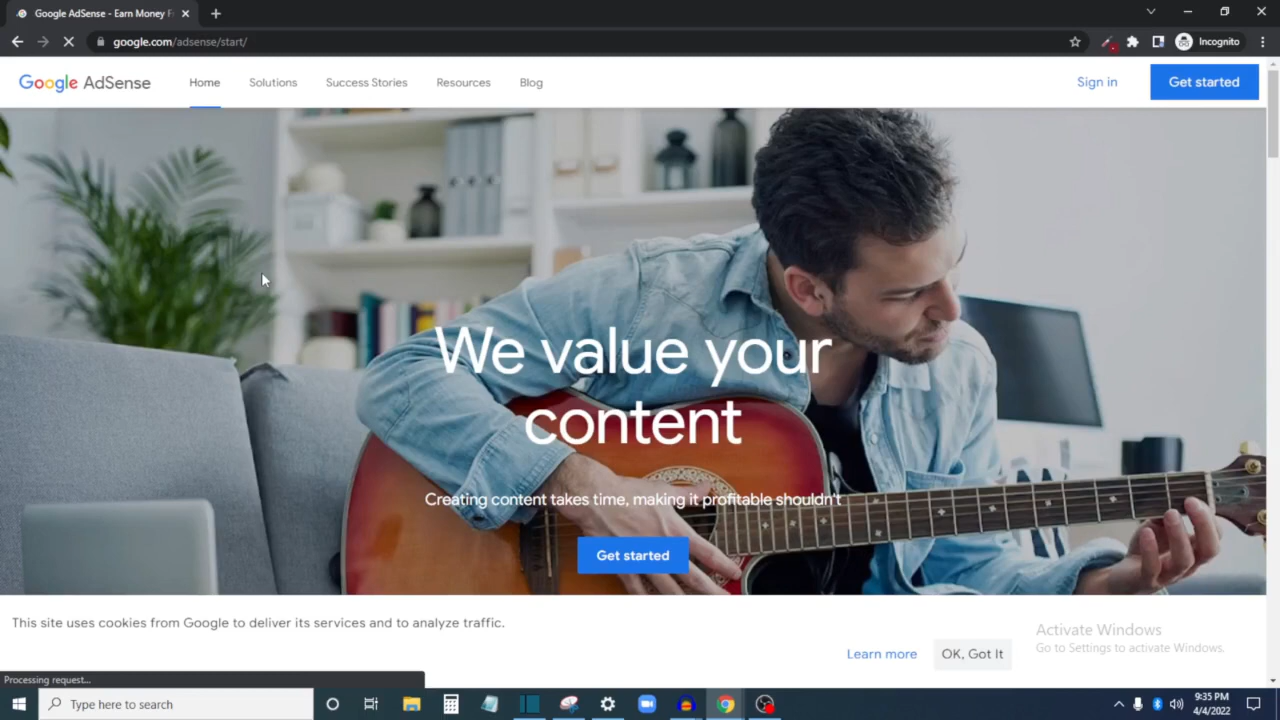 Google AdSense - Earn Money F
google.com/adsense/start/
Incognito
Google AdSense
Home
Solutions
Success Stories
Resources
Blog
Sign in
Get started
We value your
content
Creating content takes time, making it profitable shouldn't
Get started
This site uses cookies from Google to deliver its services and to analyze traffic.
Learn more
OK, Got It
Activate Windows
Go to Settings to activate Windows.
Processing request...
Type here to search
9:35 PM
4/4/2022